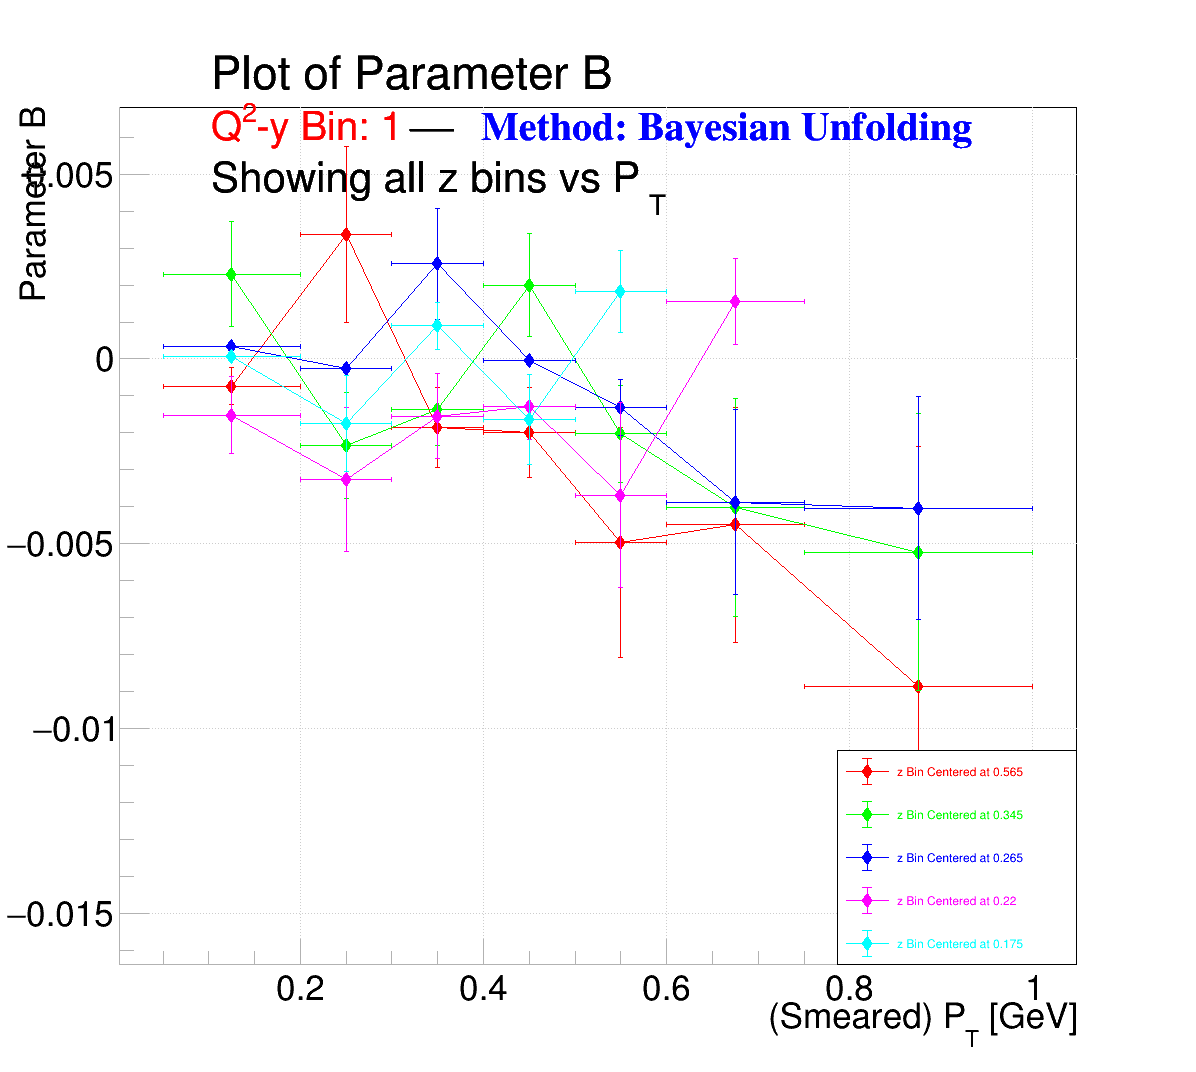 Plot of Parameter B
Q2-y Bin: 1 — Method: Bayesian Unfolding
Showing all z bins vs P T
Parameter B
0.005
0
−0.005
−0.01
−0.015
0.2 0.4 0.6 0.8 1
(Smeared) PT [GeV]
z Bin Centered at 0.565
z Bin Centered at 0.345
z Bin Centered at 0.265
z Bin Centered at 0.22
z Bin Centered at 0.175